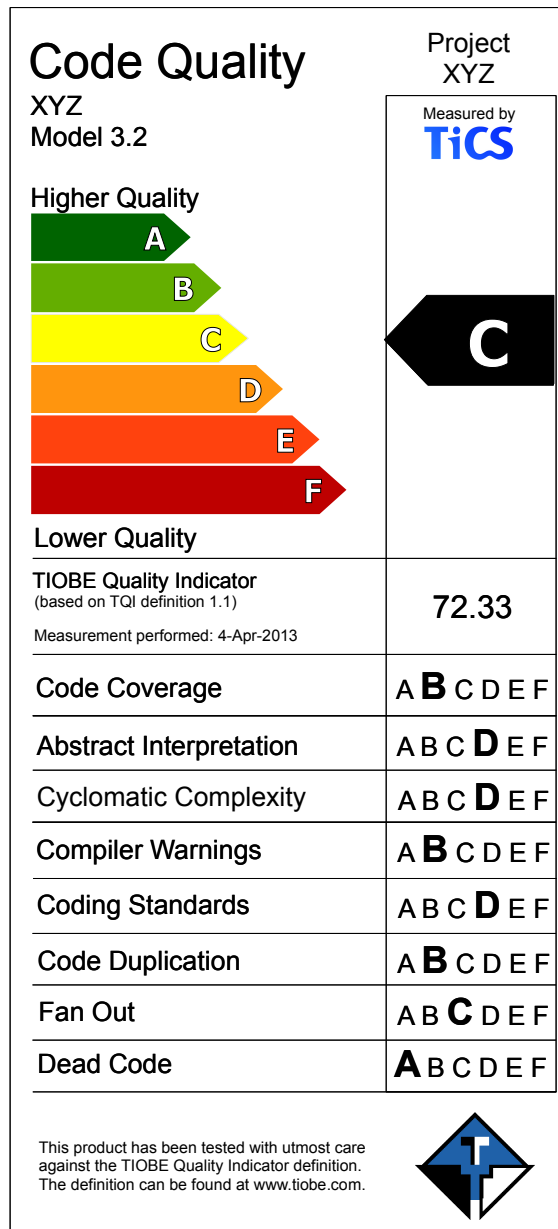 Code Quality
XYZ
Model 3.2
Project
XYZ
Measured by
TiCS
Higher Quality
A
B
C
D
E
F
C
Lower Quality
TIOBE Quality Indicator
(based on TQI definition 1.1)
Measurement performed: 4-Apr-2013
72.33
Code Coverage A B C D E F
Abstract Interpretation A B C D E F
Cyclomatic Complexity A B C D E F
Compiler Warnings A B C D E F
Coding Standards A B C D E F
Code Duplication A B C D E F
Fan Out A B C D E F
Dead Code A B C D E F
This product has been tested with utmost care
against the TIOBE Quality Indicator definition.
The definition can be found at www.tiobe.com.